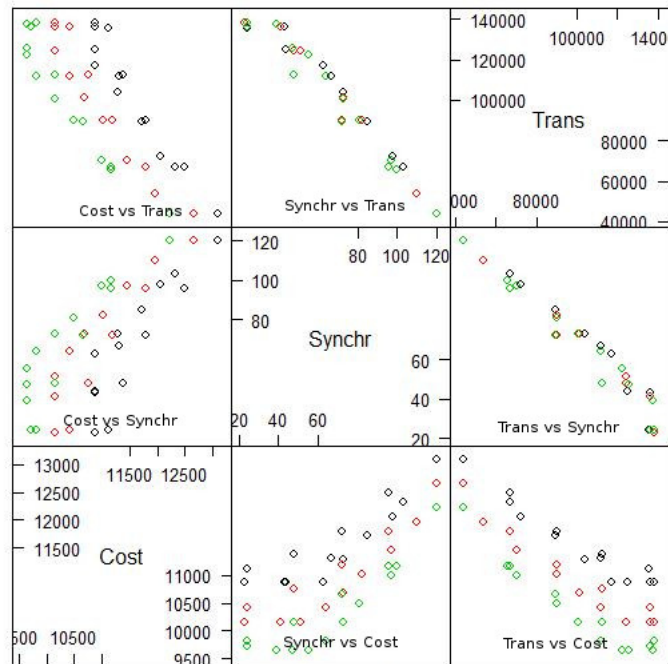 140000
100000 1400
120000
100000
Trans
80000
60000
000 80000
40000
Cost vs Trans
Synchr vs Trans
120
80 100 120
100
80
Synchr
60
40
20
20 40 60
Cost vs Synchr
Trans vs Synchr
13000
11500 12500
12500
12000
11500
Cost
11000
10500
10000
9500
500 10500
Synchr vs Cost
Trans vs Cost